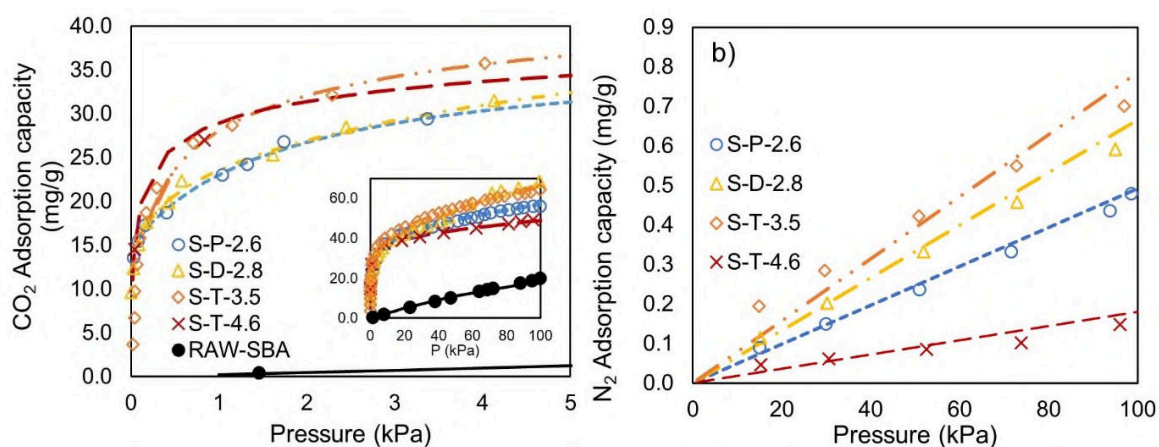 40.0
35.0
30.0
25.0
20.0
15.0
10.0
5.0
0.0
CO₂ Adsorption capacity
(mg/g)
S-P-2.6
S-D-2.8
S-T-3.5
S-T-4.6
RAW-SBA
60.0
40.0
20.0
0.0
0 20 40 60 80 100
P (kPa)
0 1 2 3 4 5
Pressure (kPa)
b)
0.9
0.8
0.7
0.6
0.5
0.4
0.3
0.2
0.1
0.0
N₂ Adsorption capacity (mg/g)
S-P-2.6
S-D-2.8
S-T-3.5
S-T-4.6
0 20 40 60 80 100
Pressure (kPa)